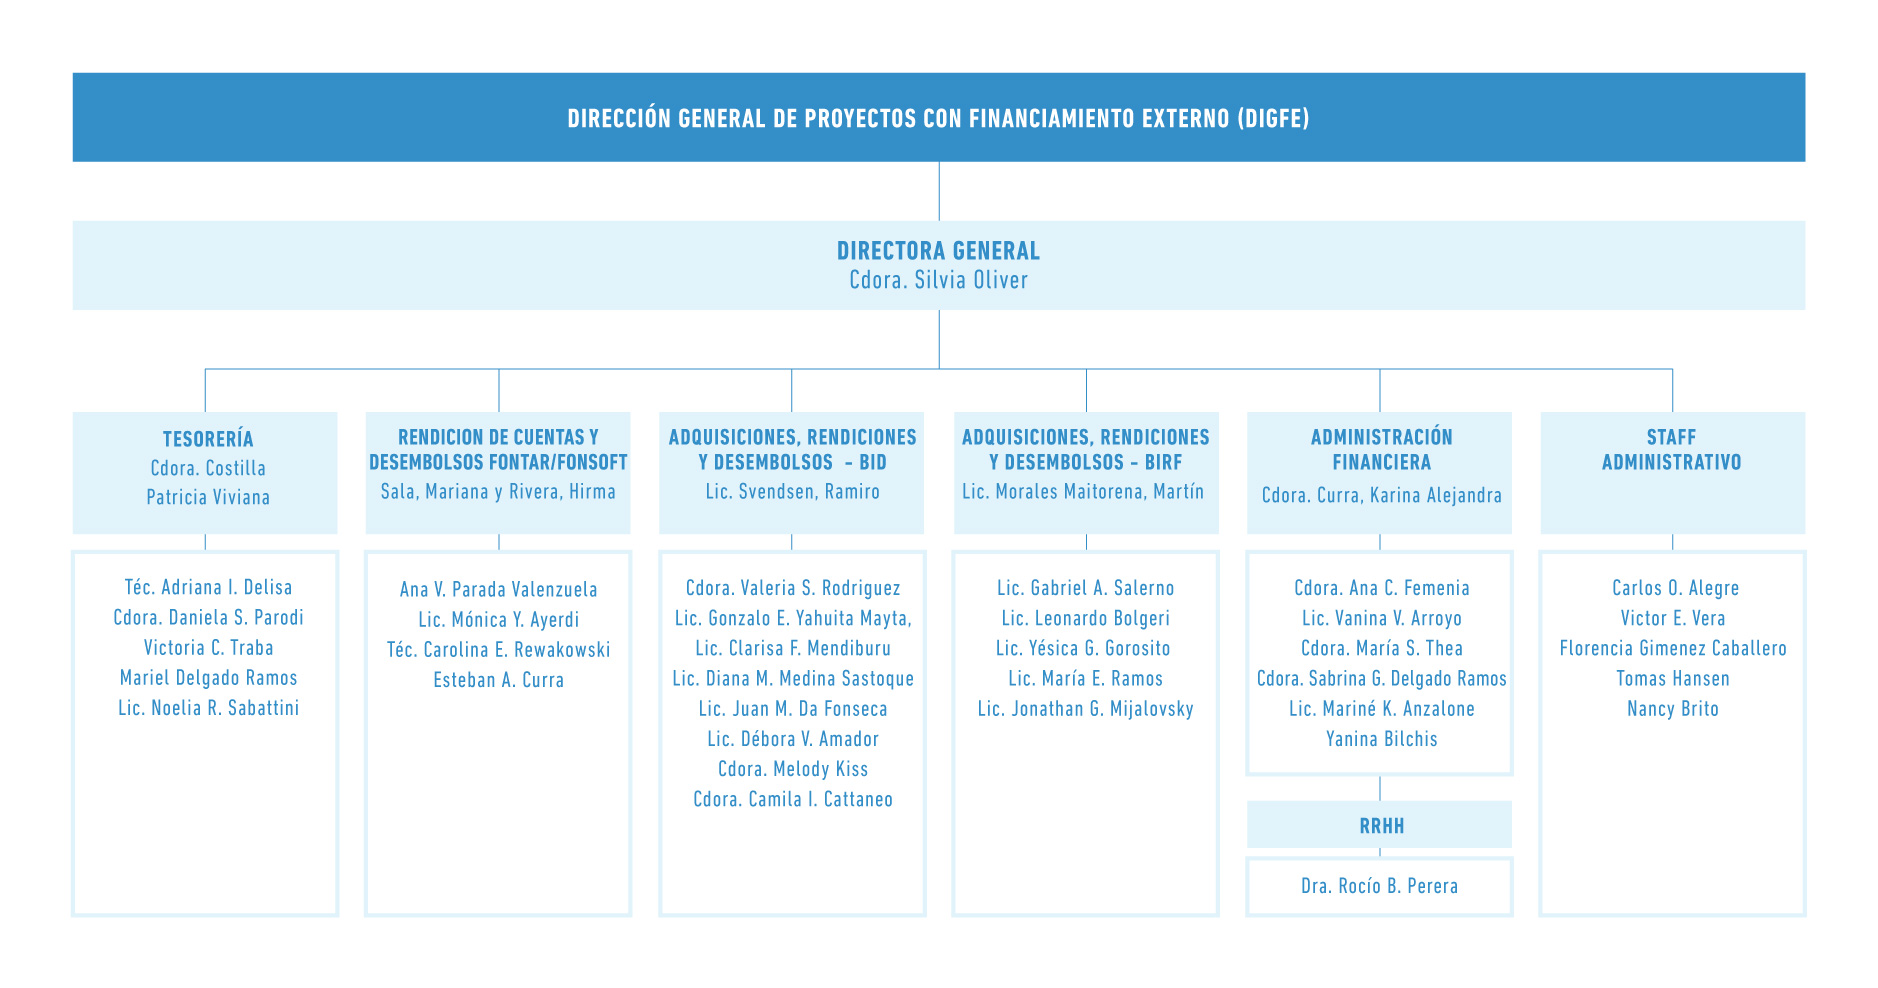 DIRECCIÓN GENERAL DE PROYECTOS CON FINANCIAMIENTO EXTERNO (DIGFE)
DIRECTORA GENERAL
Cdora. Silvia Oliver
TESORERÍA
Cdora. Costilla
Patricia Viviana
Téc. Adriana I. Delisa
Cdora. Daniela S. Parodi
Victoria C. Traba
Mariel Delgado Ramos
Lic. Noelia R. Sabattini
RENDICION DE CUENTAS Y
DESEMBOLSOS FONTAR/FONSOFT
Sala, Mariana y Rivera, Hirma
Ana V. Parada Valenzuela
Lic. Mónica Y. Ayerdi
Téc. Carolina E. Rewakowski
Esteban A. Curra
ADQUISICIONES, RENDICIONES
Y DESEMBOLSOS - BID
Lic. Svendsen, Ramiro
Cdora. Valeria S. Rodriguez
Lic. Gonzalo E. Yahuita Mayta,
Lic. Clarisa F. Mendiburu
Lic. Diana M. Medina Sastoque
Lic. Juan M. Da Fonseca
Lic. Débora V. Amador
Cdora. Melody Kiss
Cdora. Camila I. Cattaneo
ADQUISICIONES, RENDICIONES
Y DESEMBOLSOS - BIRF
Lic. Morales Maitorena, Martín
Lic. Gabriel A. Salerno
Lic. Leonardo Bolgeri
Lic. Yésica G. Gorosito
Lic. María E. Ramos
Lic. Jonathan G. Mijalovsky
ADMINISTRACIÓN
FINANCIERA
Cdora. Curra, Karina Alejandra
Cdora. Ana C. Femenia
Lic. Vanina V. Arroyo
Cdora. María S. Thea
Cdora. Sabrina G. Delgado Ramos
Lic. Mariné K. Anzalone
Yanina Bilchis
RRHH
Dra. Rocío B. Perera
STAFF
ADMINISTRATIVO
Carlos O. Alegre
Victor E. Vera
Florencia Gimenez Caballero
Tomas Hansen
Nancy Brito